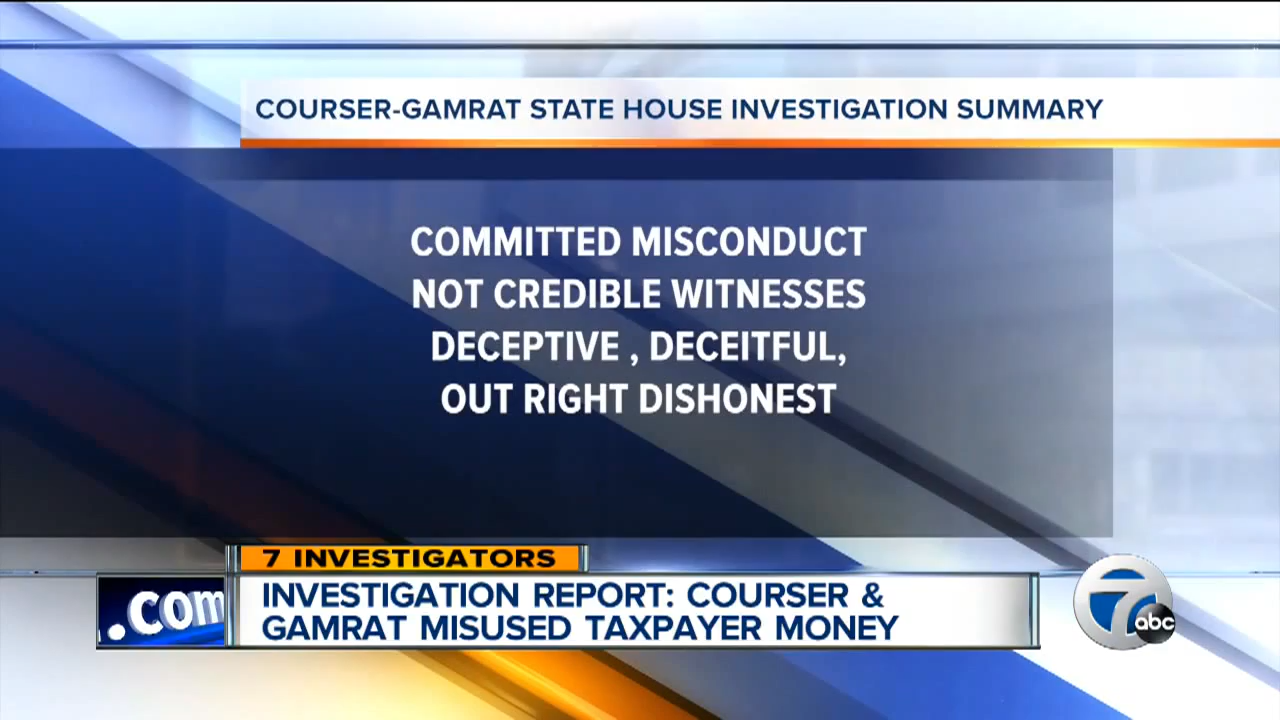 COURSER-GAMRAT STATE HOUSE INVESTIGATION SUMMARY
COMMITTED MISCONDUCT
NOT CREDIBLE WITNESSES
DECEPTIVE , DECEITFUL,
OUT RIGHT DISHONEST
7 INVESTIGATORS
.com
INVESTIGATION REPORT: COURSER &
GAMRAT MISUSED TAXPAYER MONEY
7
abc